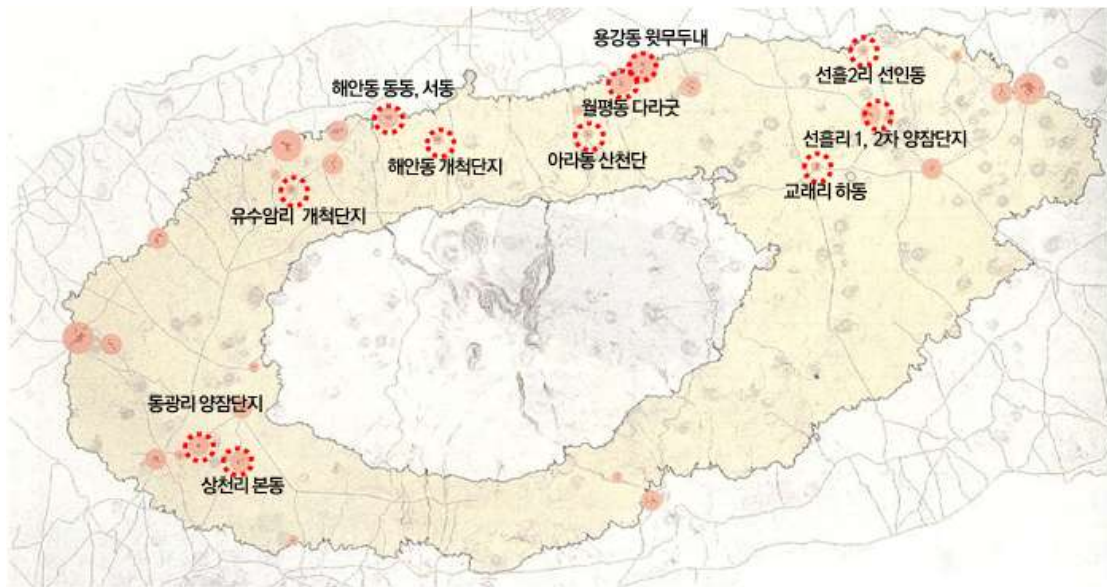 용강동 윗무두내
선흘2리 선인동
해안동 동동, 서동
월평동 다라굿
선흘리 1, 2차 양잠단지
해안동 개척단지
아라동 산천단
교래리 하동
유수암리 개척단지
동광리 양잠단지
상천리 본동